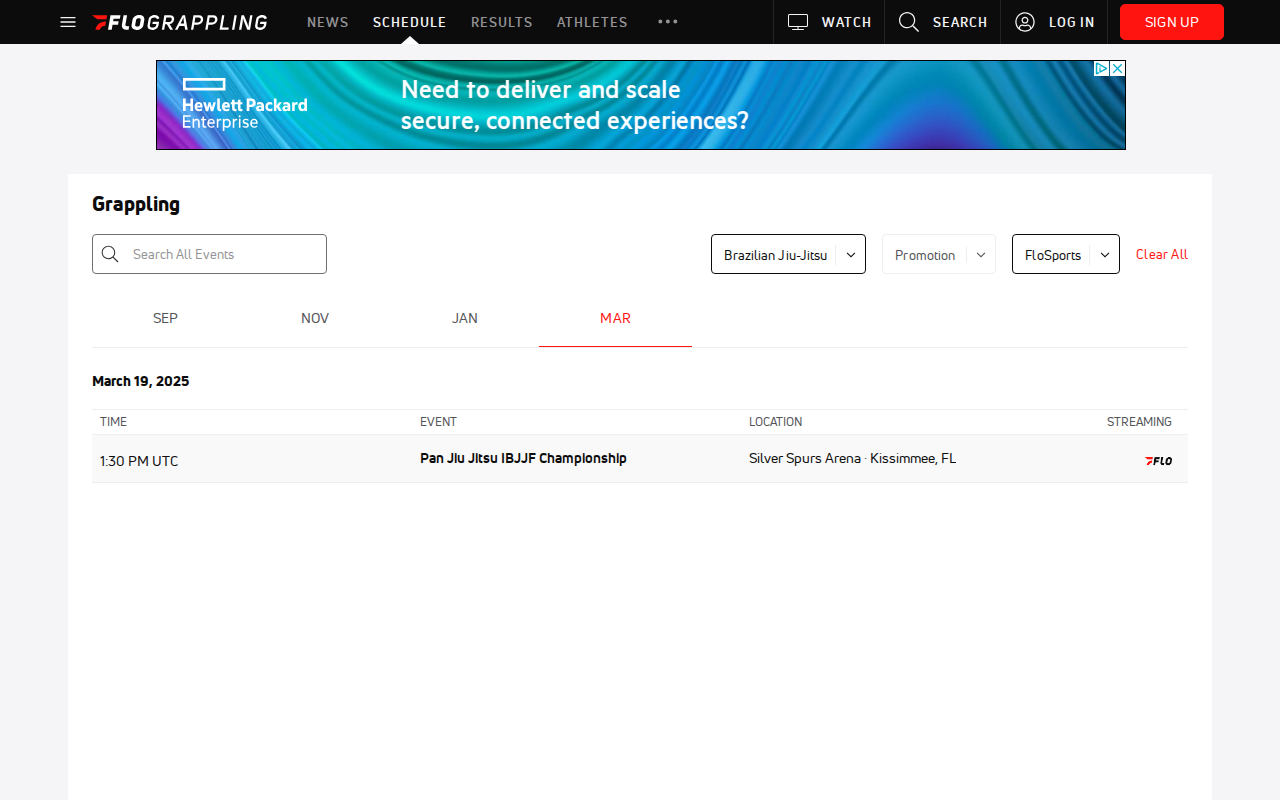 FLOGRAPPLING NEWS SCHEDULE RESULTS ATHLETES WATCH SEARCH LOG IN SIGN UP
Hewlett Packard
Enterprise
Need to deliver and scale
secure, connected experiences?
Grappling
Search All Events Brazilian Jiu-Jitsu Promotion FloSports Clear All
SEP NOV JAN MAR
March 19, 2025
TIME EVENT LOCATION STREAMING
1:30 PM UTC Pan Jiu Jitsu IBJJF Championship Silver Spurs Arena · Kissimmee, FL FLO